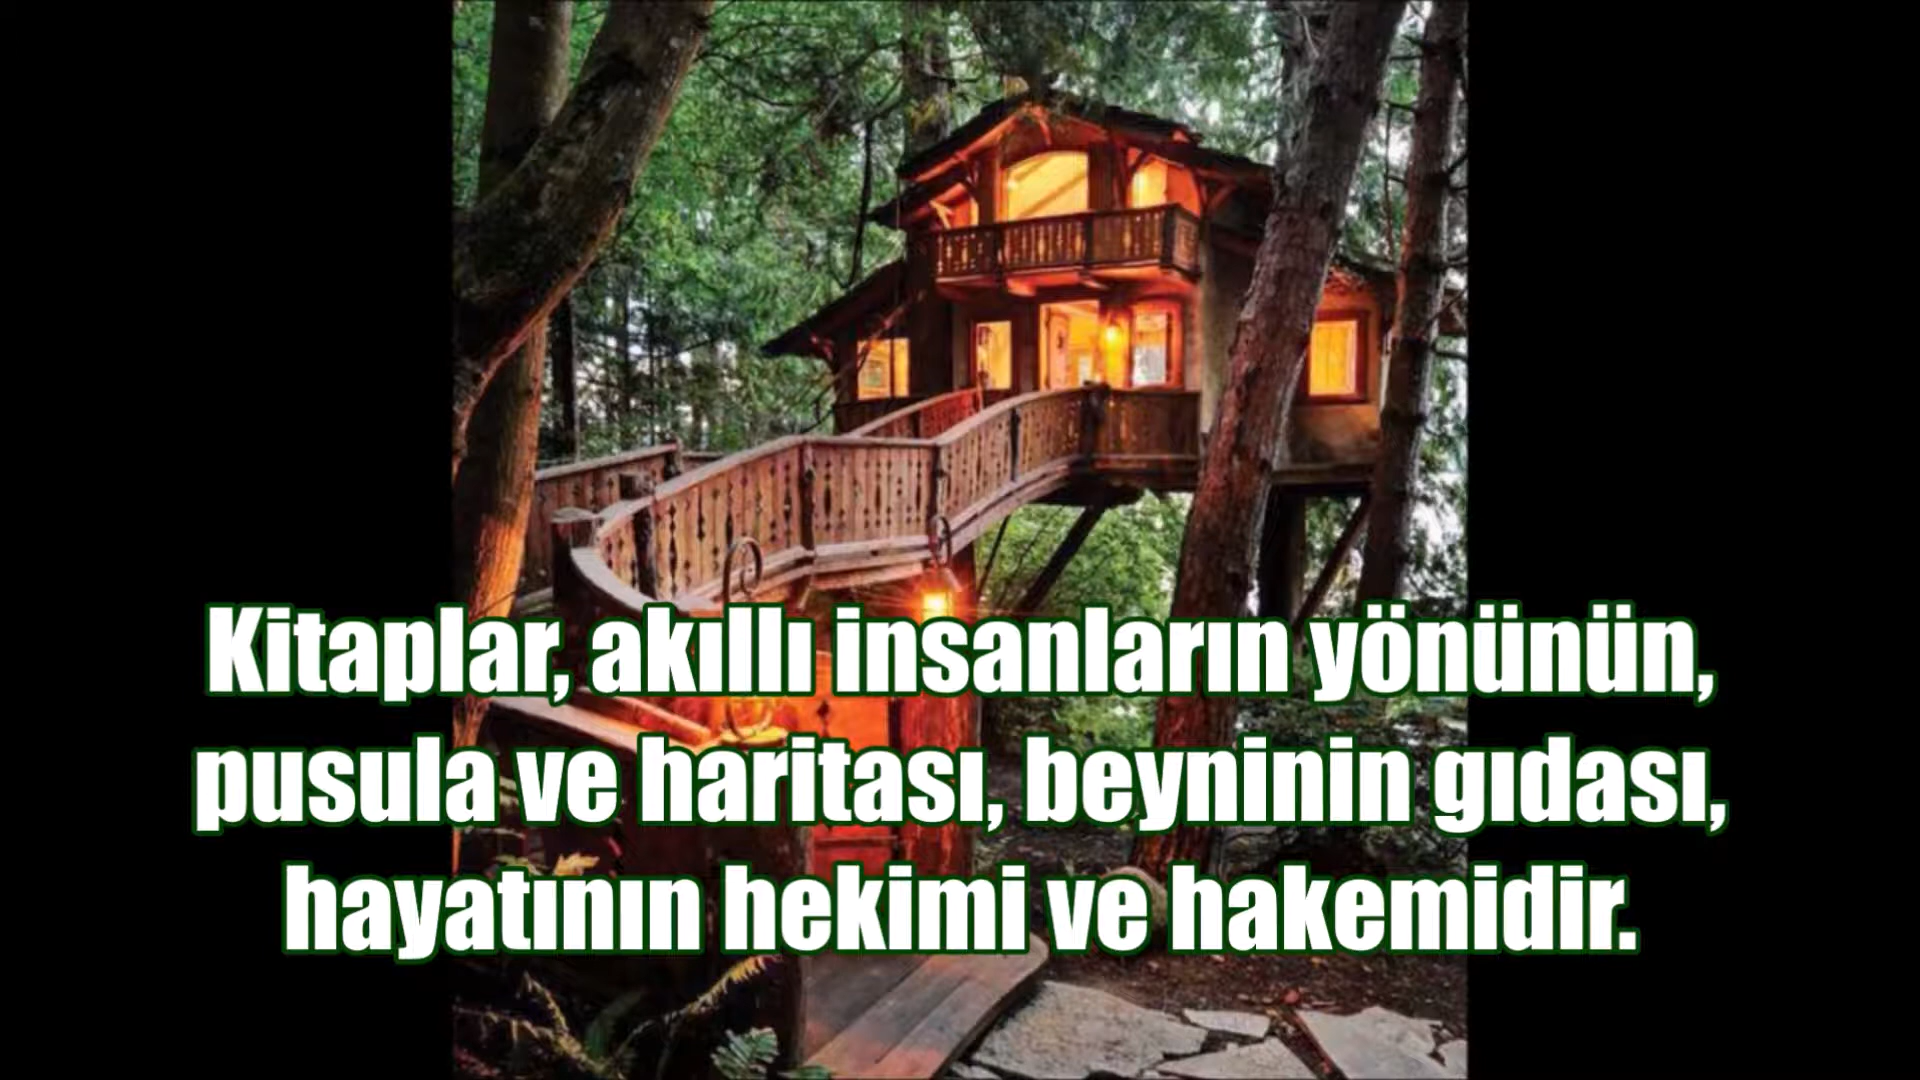 Kitaplar, akıllı insanların yönünün,
pusula ve haritası, beyninin gıdası,
hayatının hekimi ve hakemidir.